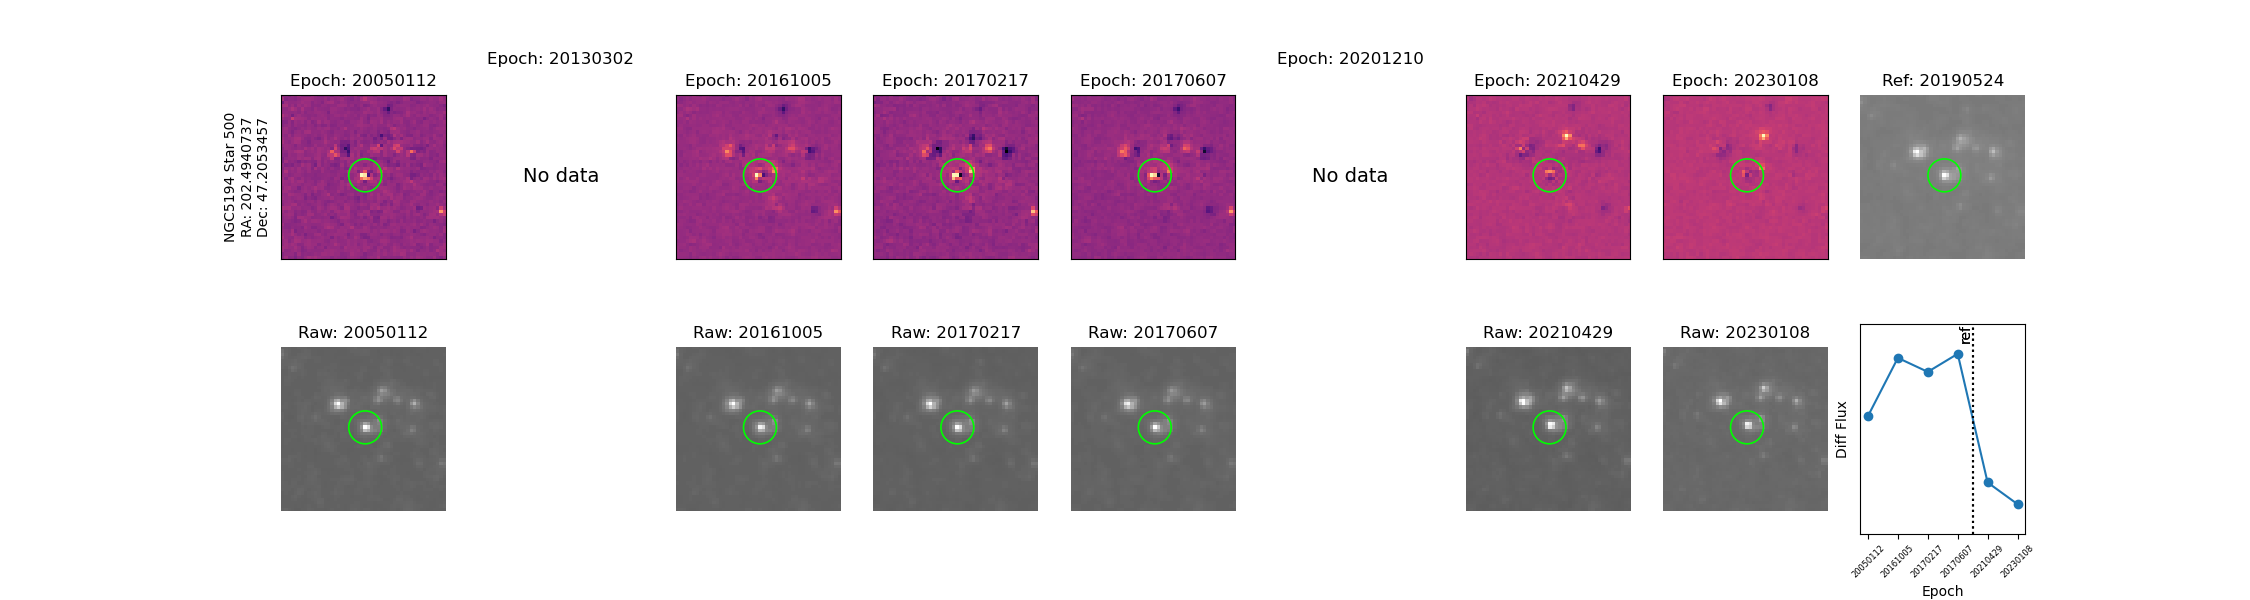 Epoch: 20050112
Epoch: 20130302
Epoch: 20161005
Epoch: 20170217
Epoch: 20170607
Epoch: 20201210
Epoch: 20210429
Epoch: 20230108
Ref: 20190524
NGC5194 Star 500
RA: 202.4940737
Dec: 47.2053457
No data
No data
Raw: 20050112
Raw: 20161005
Raw: 20170217
Raw: 20170607
Raw: 20210429
Raw: 20230108
ref
Diff Flux
20050112
20161005
20170217
20170607
20210429
20230108
Epoch